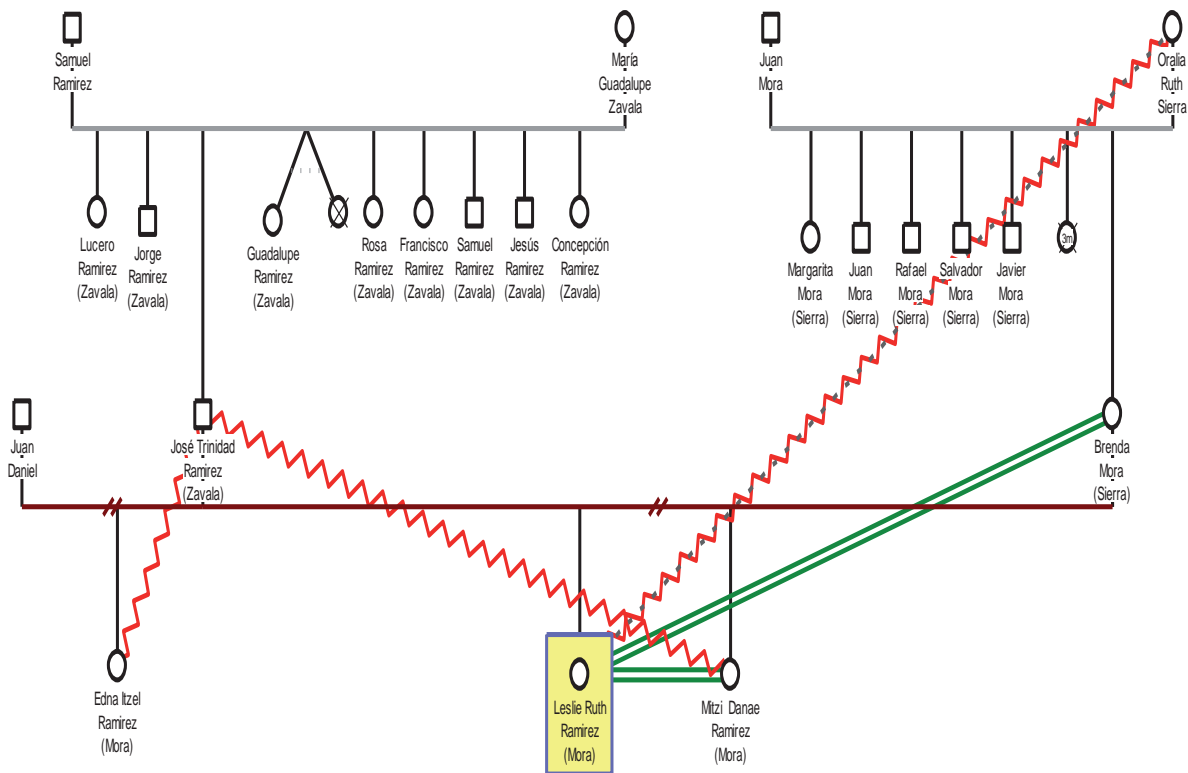 Samuel
Ramirez
María
Guadalupe
Zavala
Juan
Mora
Oralia
Ruth
Sierra
Lucero
Ramirez
(Zavala)
Jorge
Ramirez
(Zavala)
Guadalupe
Ramirez
(Zavala)
Rosa
Ramirez
(Zavala)
Francisco
Ramirez
(Zavala)
Samuel
Ramirez
(Zavala)
Jesús
Ramirez
(Zavala)
Concepción
Ramirez
(Zavala)
Margarita
Mora
(Sierra)
Juan
Mora
(Sierra)
Rafael
Mora
(Sierra)
Salvador
Mora
(Sierra)
Javier
Mora
(Sierra)
3m
Juan
Daniel
José Trinidad
Ramirez
(Zavala)
Brenda
Mora
(Sierra)
Edna Itzel
Ramirez
(Mora)
Leslie Ruth
Ramirez
(Mora)
Mitzi Danae
Ramirez
(Mora)